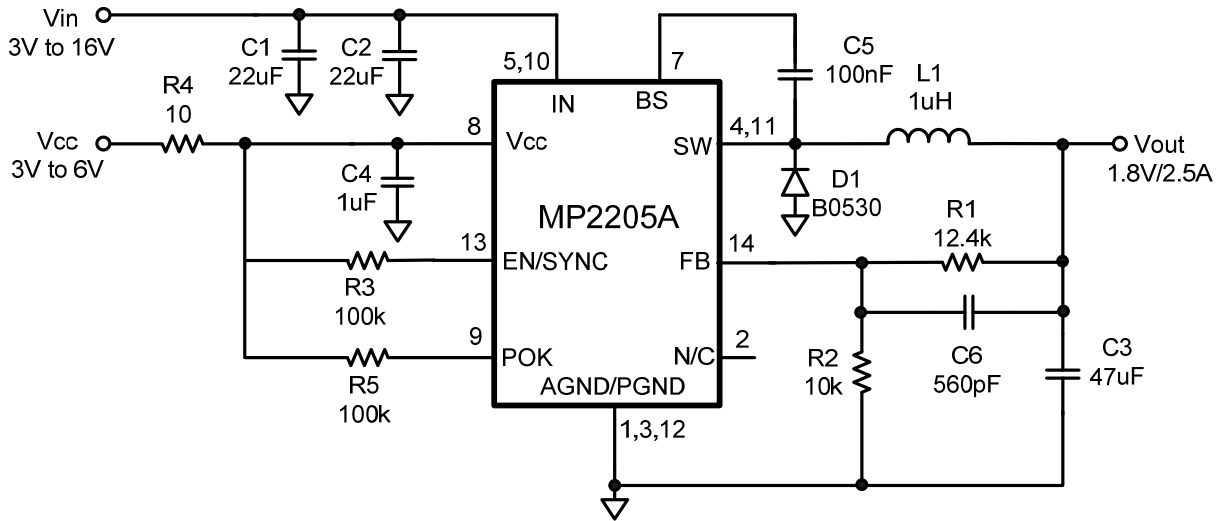 Vin
3V to 16V
C1
22uF
C2
22uF
5,10
7
C5
100nF
L1
1uH
R4
10
IN
BS
Vcc
3V to 6V
8
Vcc
SW
4,11
Vout
1.8V/2.5A
C4
1uF
D1
B0530
MP2205A
R1
12.4k
13
EN/SYNC
FB
14
R3
100k
9
POK
N/C
2
R2
10k
C6
560pF
C3
47uF
R5
100k
AGND/PGND
1,3,12